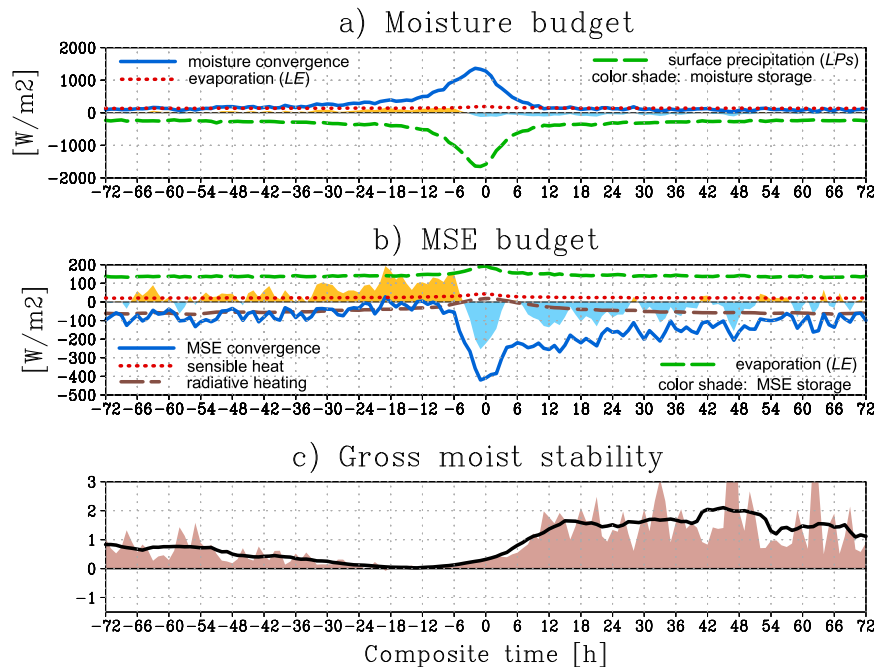 a) Moisture budget
[W/m2]
2000
1000
0
-1000
-2000
moisture convergence
evaporation (LE)
surface precipitation (LPs)
color shade: moisture storage
-72 -66 -60 -54 -48 -42 -36 -30 -24 -18 -12 -6 0 6 12 18 24 30 36 42 48 54 60 66 72
b) MSE budget
[W/m2]
200
100
0
-100
-200
-300
-400
-500
MSE convergence
sensible heat
radiative heating
evaporation (LE)
color shade: MSE storage
-72 -66 -60 -54 -48 -42 -36 -30 -24 -18 -12 -6 0 6 12 18 24 30 36 42 48 54 60 66 72
c) Gross moist stability
3
2
1
0
-1
-72 -66 -60 -54 -48 -42 -36 -30 -24 -18 -12 -6 0 6 12 18 24 30 36 42 48 54 60 66 72
Composite time [h]